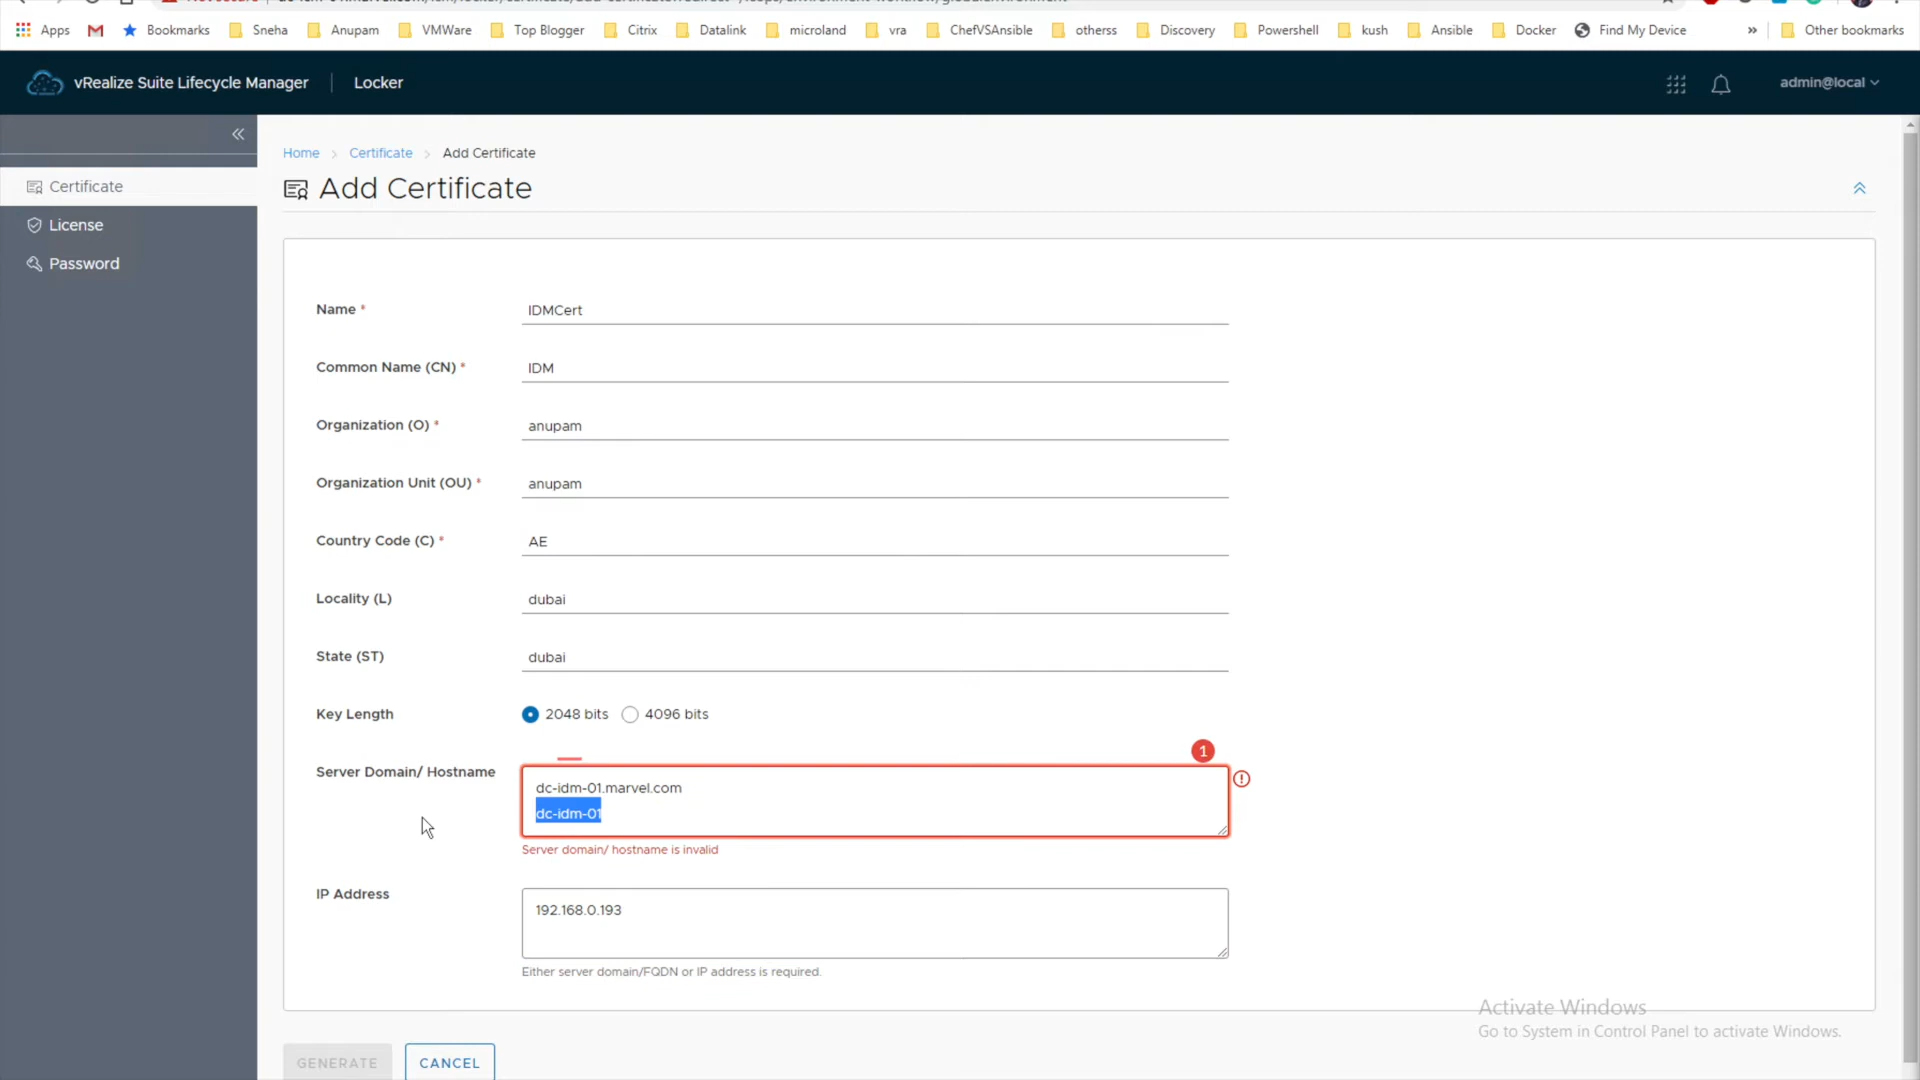 Apps
Bookmarks
Sneha
Anupam
VMWare
Top Blogger
Citrix
Datalink
microland
vra
ChefVSAnsible
otherss
Discovery
Powershell
kush
Ansible
Docker
Find My Device
»
Other bookmarks
vRealize Suite Lifecycle Manager
Locker
admin@local
Certificate
License
Password
Home > Certificate > Add Certificate
Add Certificate
Name * IDMCert
Common Name (CN) * IDM
Organization (O) * anupam
Organization Unit (OU) * anupam
Country Code (C) * AE
Locality (L) dubai
State (ST) dubai
Key Length 2048 bits 4096 bits
1
Server Domain/ Hostname
dc-idm-01.marvel.com
dc-idm-01
Server domain/ hostname is invalid
IP Address
192.168.0.193
Either server domain/FQDN or IP address is required.
Activate Windows
Go to System in Control Panel to activate Windows.
GENERATE
CANCEL